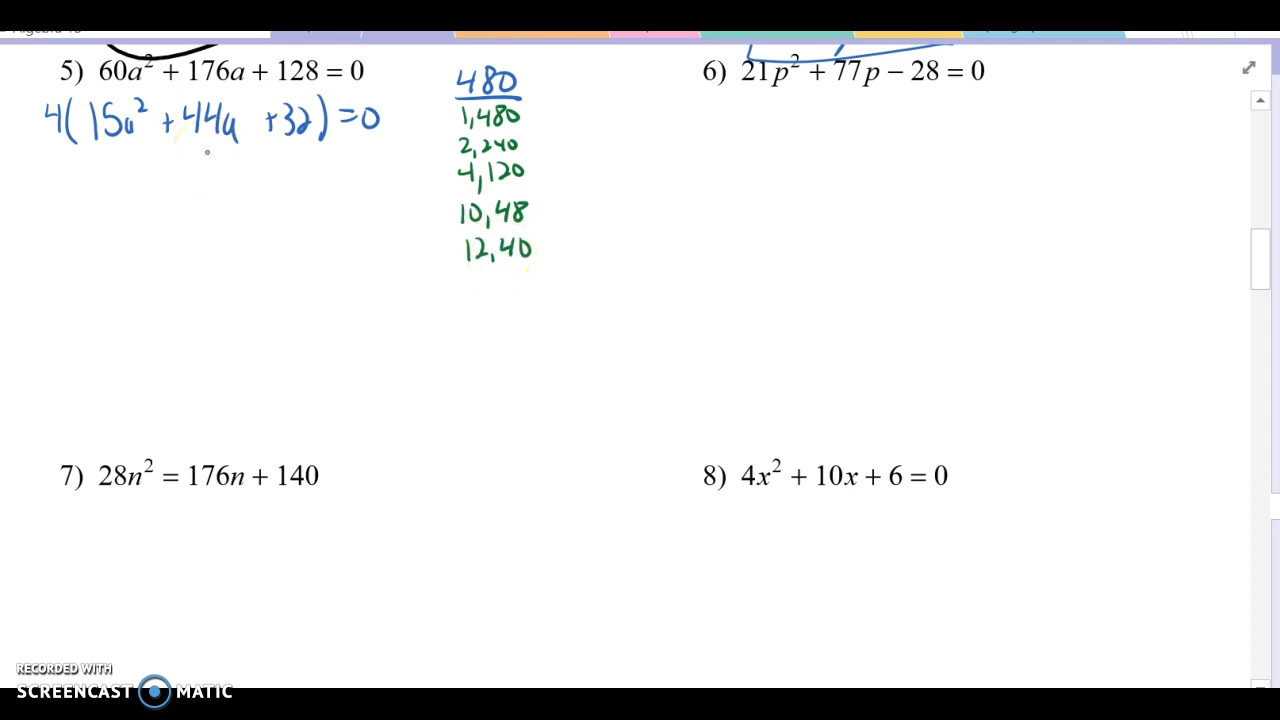 5) 60a² + 176a + 128 = 0
4(15a² + 44a + 32) = 0
480
1,480
2,240
4,120
10,48
12,40
6) 21p² + 77p − 28 = 0
7) 28n² = 176n + 140
8) 4x² + 10x + 6 = 0
RECORDED WITH
SCREENCAST MATIC